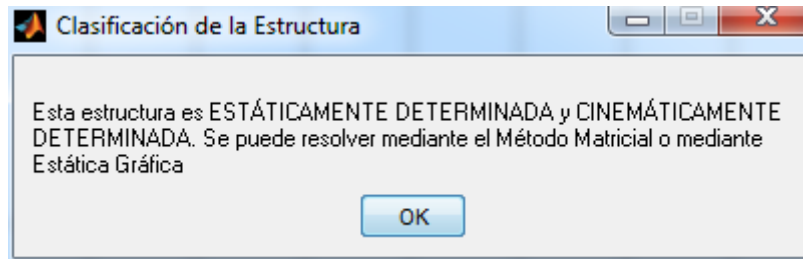 Clasificación de la Estructura
Esta estructura es ESTÁTICAMENTE DETERMINADA y CINEMÁTICAMENTE
DETERMINADA. Se puede resolver mediante el Método Matricial o mediante
Estática Gráfica
OK